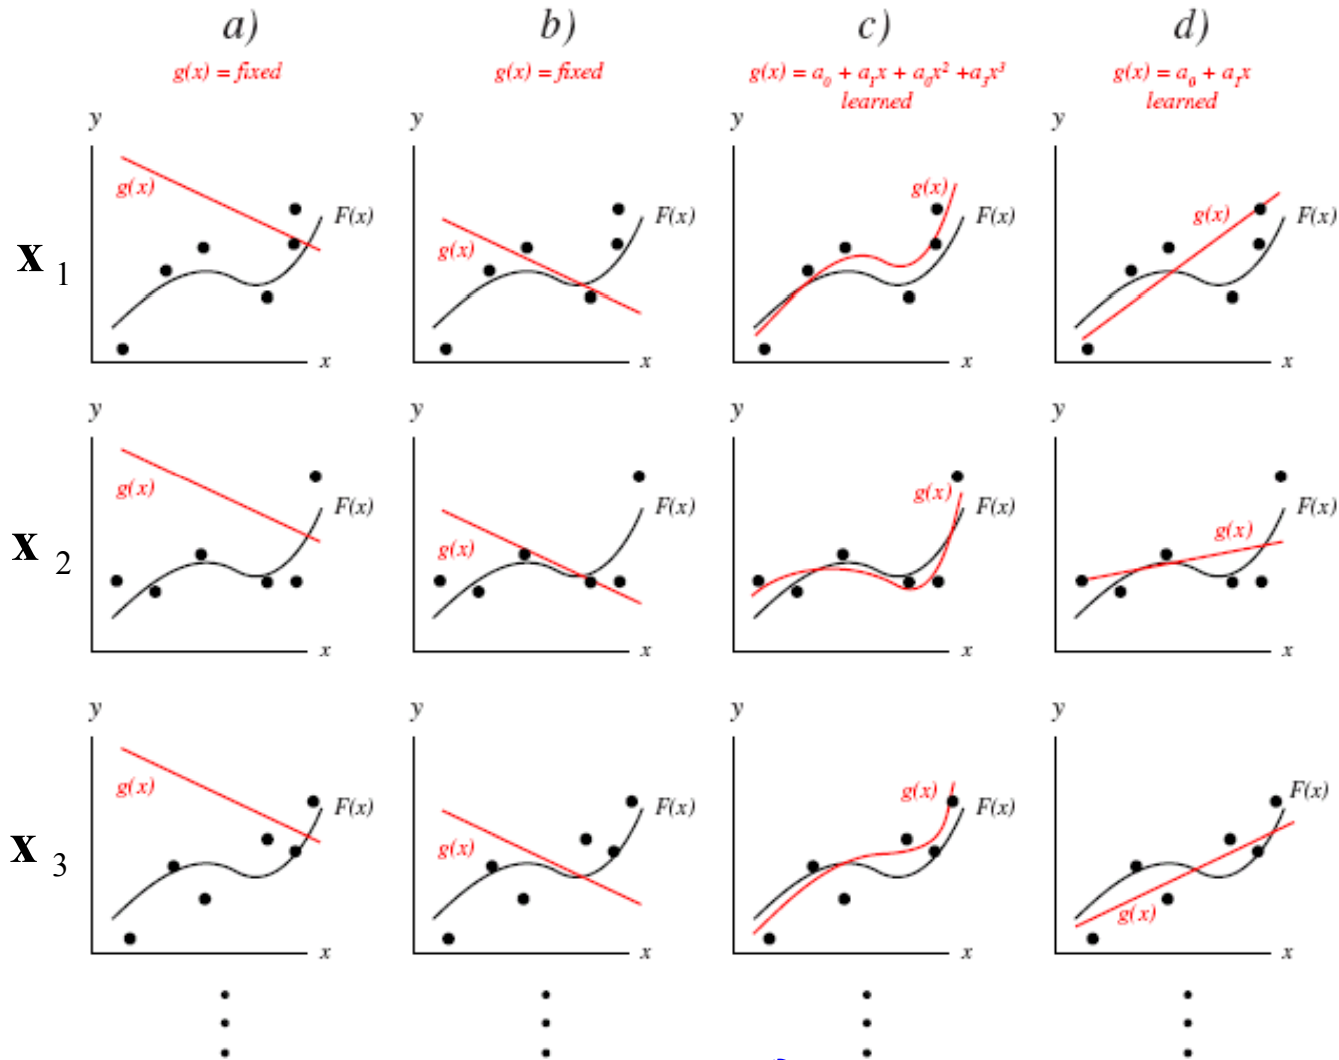 a) b) c) d)
g(x) = fixed g(x) = fixed g(x) = a₀ + a₁x + a₀x² +a₃x³ g(x) = a₀ + a₁x
learned learned
y y y y
g(x) F(x) g(x) F(x) g(x) F(x) g(x) F(x)
x 1
x x x x
y y y y
g(x) F(x) g(x) F(x) g(x) F(x) g(x) F(x)
x 2
x x x x
y y y y
g(x) F(x) g(x) F(x) g(x) F(x) g(x) F(x)
x 3
x x x x